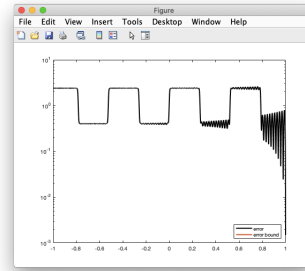 Figure
File Edit View Insert Tools Desktop Window Help
10¹
10⁰
10⁻¹
10⁻²
10⁻³
-1 -0.8 -0.6 -0.4 -0.2 0 0.2 0.4 0.6 0.8 1
error
error bound